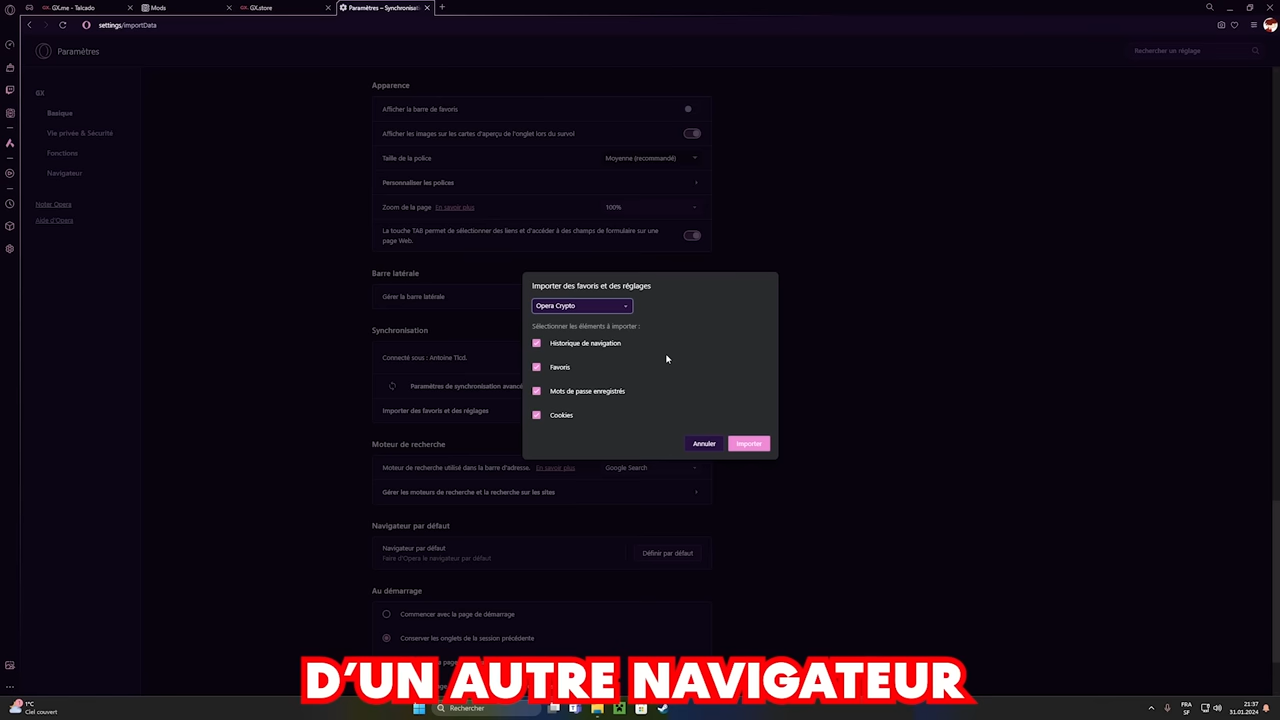 GX.me - Talcado
Mods
GX.store
Paramètres – Synchronisat
settings/importData
Paramètres
Rechercher un réglage
GX
Basique
Vie privée & Sécurité
Fonctions
Navigateur
Noter Opera
Aide d'Opera
Apparence
Afficher la barre de favoris
Afficher les images sur les cartes d'aperçu de l'onglet lors du survol
Taille de la police
Moyenne (recommandé)
Personnaliser les polices
Zoom de la page En savoir plus
100%
La touche TAB permet de sélectionner des liens et d'accéder à des champs de formulaire sur une
page Web.
Barre latérale
Gérer la barre latérale
Synchronisation
Connecté sous : Antoine Tlcd.
Paramètres de synchronisation avancé
Importer des favoris et des réglages
Importer des favoris et des réglages
Opera Crypto
Sélectionner les éléments à importer :
Historique de navigation
Favoris
Mots de passe enregistrés
Cookies
Annuler
Importer
Moteur de recherche
Moteur de recherche utilisé dans la barre d'adresse. En savoir plus
Google Search
Gérer les moteurs de recherche et la recherche sur les sites
Navigateur par défaut
Navigateur par défaut
Faire d'Opera le navigateur par défaut
Définir par défaut
Au démarrage
Commencer avec la page de démarrage
Conserver les onglets de la session précédente
D'UN AUTRE NAVIGATEUR
1°C
Ciel couvert
Rechercher
FRA
SF
21:37
31.01.2024